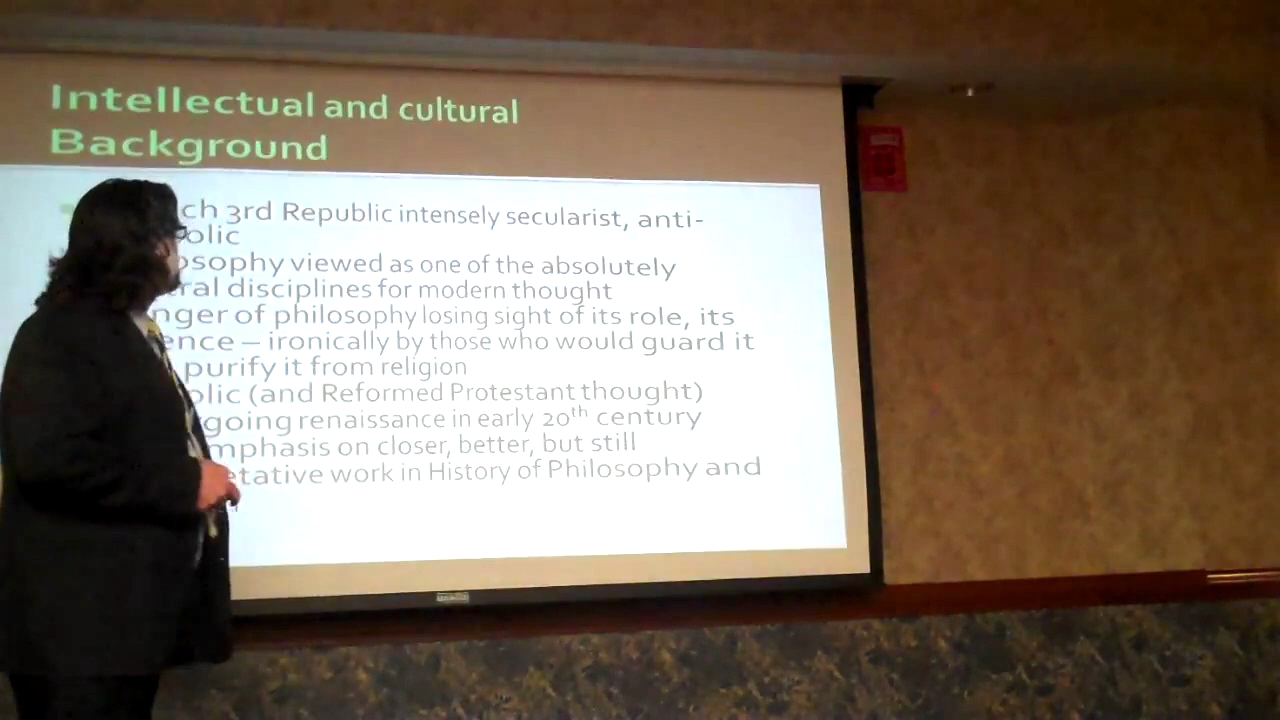 Intellectual and cultural
Background
ch 3rd Republic intensely secularist, anti-
olic
osophy viewed as one of the absolutely
ral disciplines for modern thought
nger of philosophy losing sight of its role, its
ence – ironically by those who would guard it
purify it from religion
olic (and Reformed Protestant thought)
going renaissance in early 20th century
mphasis on closer, better, but still
etative work in History of Philosophy and